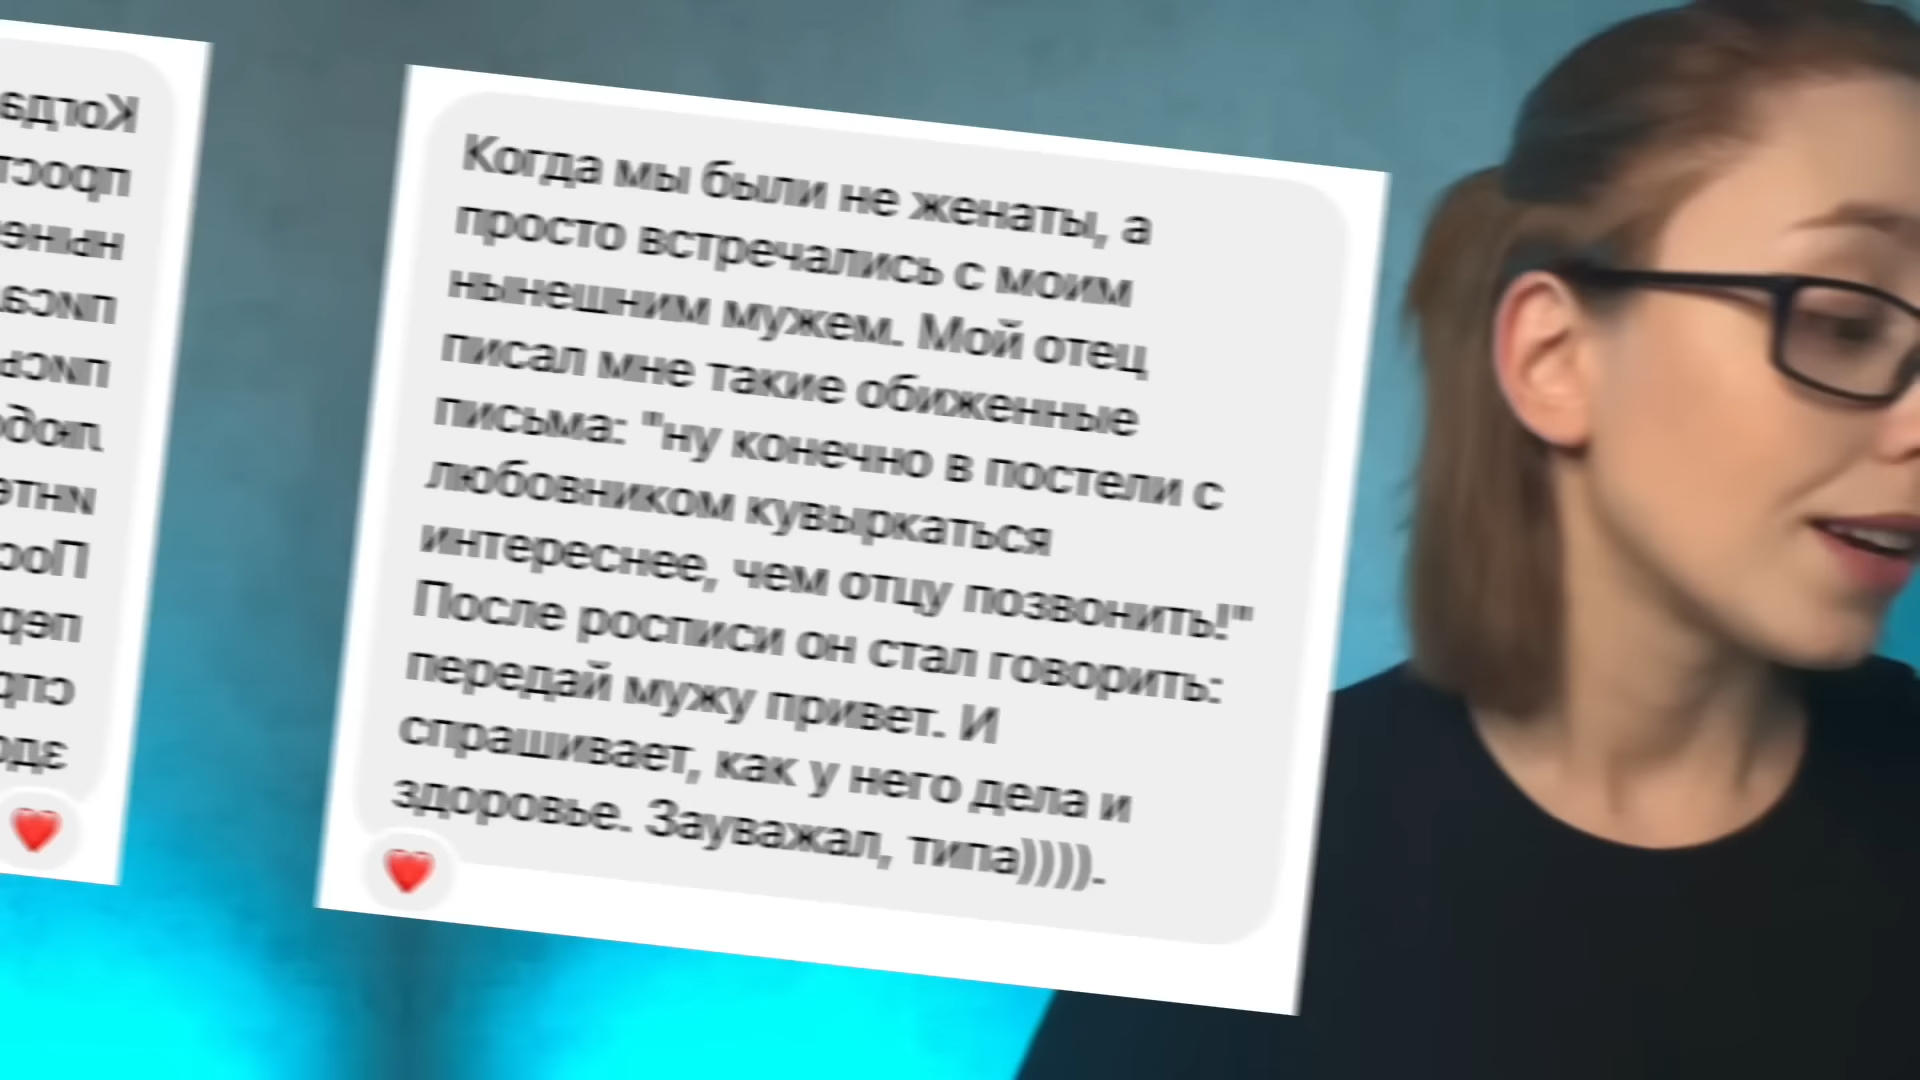 Когда мы были не женаты, а
просто встречались с моим
нынешним мужем. Мой отец
писал мне такие обиженные
письма: "ну конечно в постели с
любовником кувыркаться
интереснее, чем отцу позвонить!"
После росписи он стал говорить:
передай мужу привет. И
спрашивает, как у него дела и
здоровье. Зауважал, типа)))).